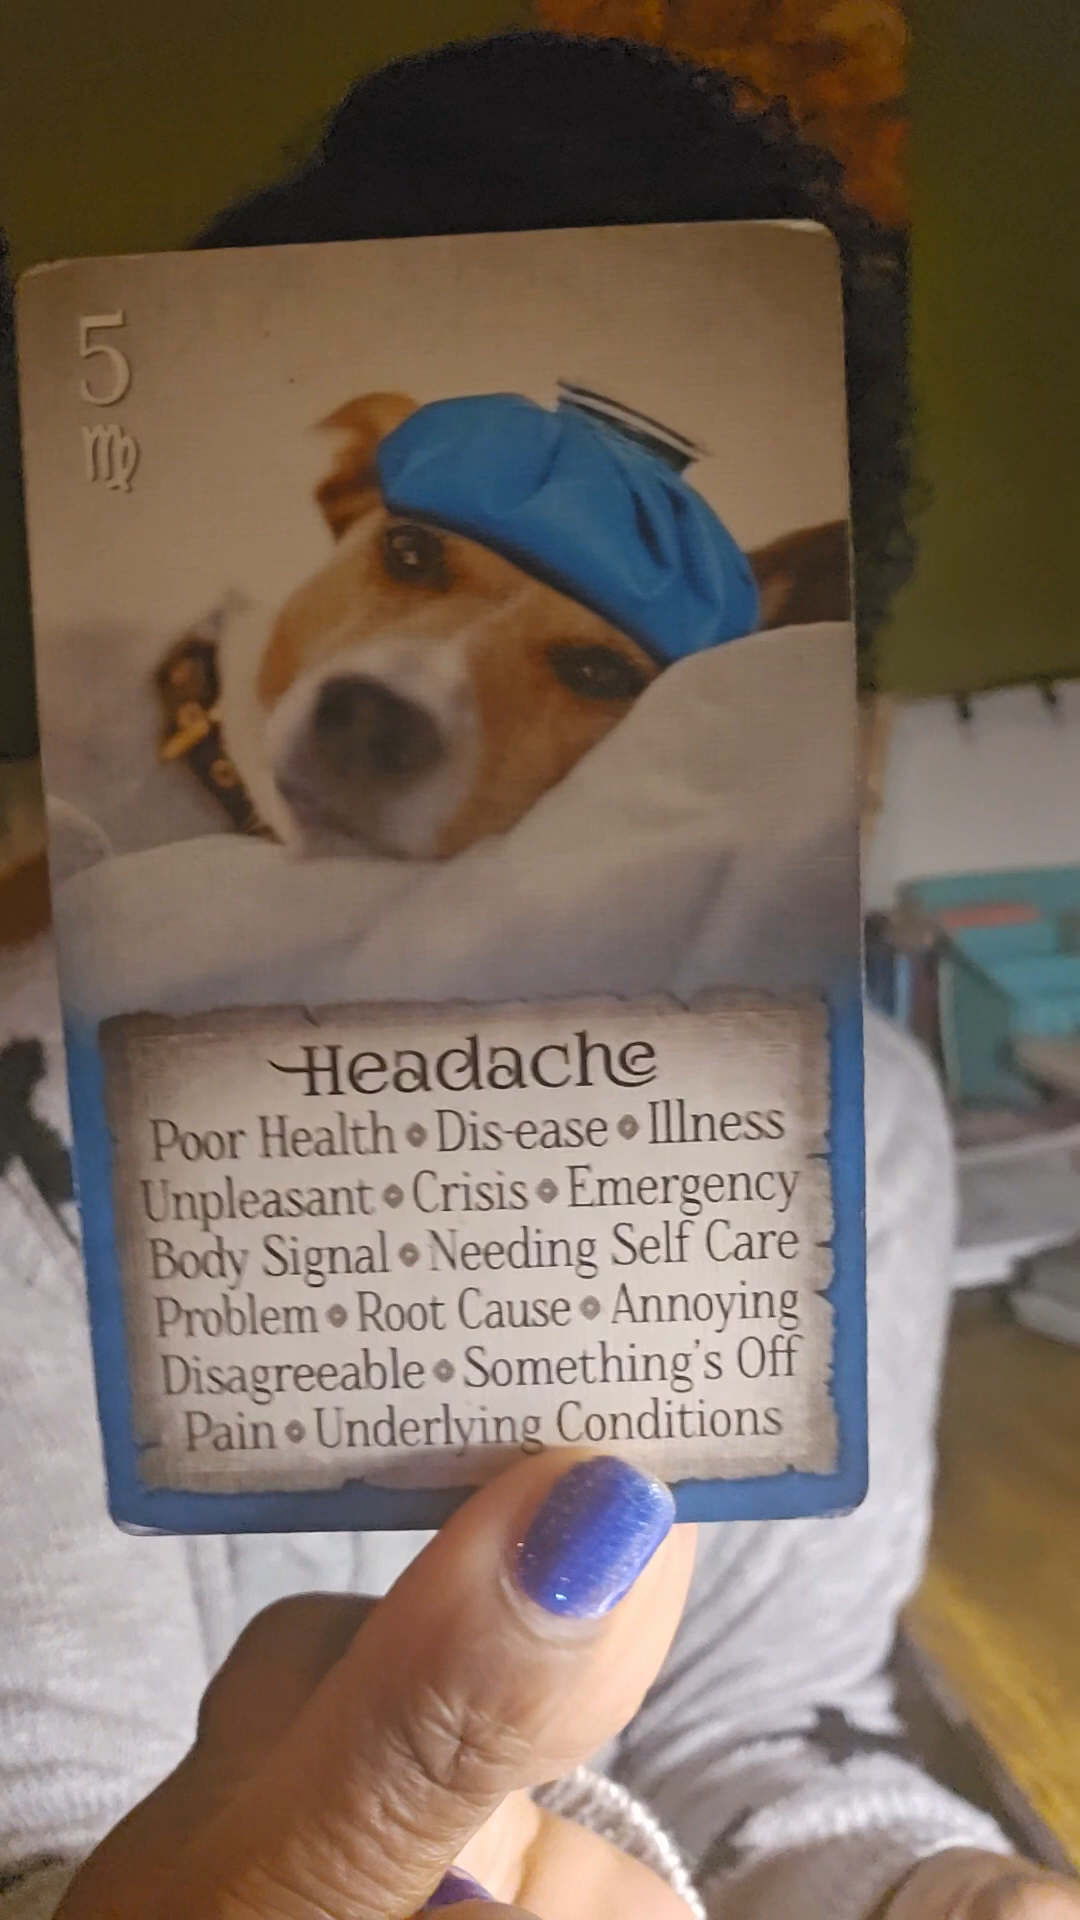 5
♍
Headache
Poor Health • Dis-ease • Illness
Unpleasant • Crisis • Emergency
Body Signal • Needing Self Care
Problem • Root Cause • Annoying
Disagreeable • Something's Off
Pain • Underlying Conditions